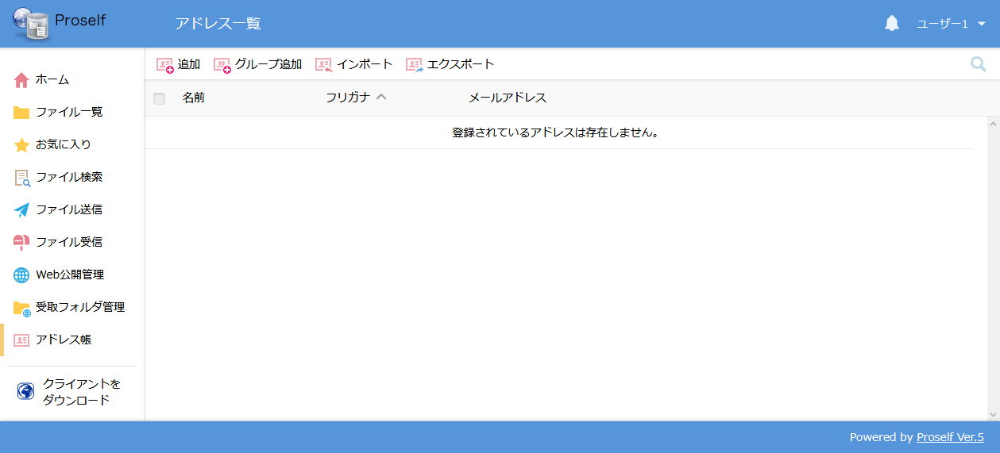 Proself
アドレス一覧
ユーザー1
ホーム
ファイル一覧
お気に入り
ファイル検索
ファイル送信
ファイル受信
Web公開管理
受取フォルダ管理
アドレス帳
クライアントを
ダウンロード
追加 グループ追加 インポート エクスポート
名前 フリガナ メールアドレス
登録されているアドレスは存在しません。
Powered by Proself Ver.5